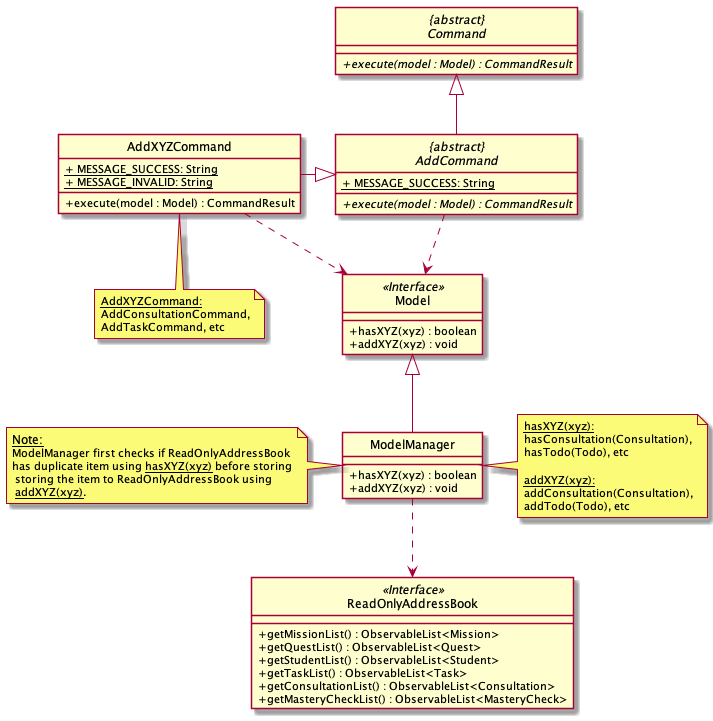 {abstract}
Command
+execute(model : Model) : CommandResult
AddXYZCommand
+ MESSAGE_SUCCESS: String
+ MESSAGE_INVALID: String
+execute(model : Model) : CommandResult
{abstract}
AddCommand
+ MESSAGE_SUCCESS: String
+execute(model : Model) : CommandResult
AddXYZCommand:
AddConsultationCommand,
AddTaskCommand, etc
«Interface»
Model
+hasXYZ(xyz) : boolean
+addXYZ(xyz) : void
Note:
ModelManager first checks if ReadOnlyAddressBook
has duplicate item using hasXYZ(xyz) before storing
storing the item to ReadOnlyAddressBook using
addXYZ(xyz).
ModelManager
+hasXYZ(xyz) : boolean
+addXYZ(xyz) : void
hasXYZ(xyz):
hasConsultation(Consultation),
hasTodo(Todo), etc
addXYZ(xyz):
addConsultation(Consultation),
addTodo(Todo), etc
«Interface»
ReadOnlyAddressBook
+getMissionList() : ObservableList<Mission>
+getQuestList() : ObservableList<Quest>
+getStudentList() : ObservableList<Student>
+getTaskList() : ObservableList<Task>
+getConsultationList() : ObservableList<Consultation>
+getMasteryCheckList() : ObservableList<MasteryCheck>